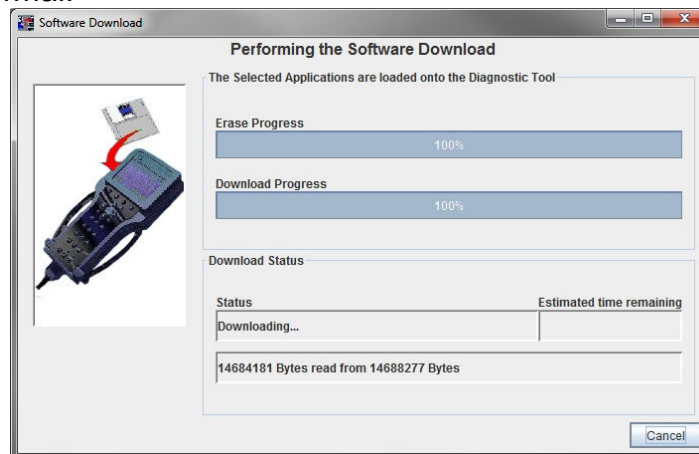 Software Download
Performing the Software Download
The Selected Applications are loaded onto the Diagnostic Tool
Erase Progress
100%
Download Progress
100%
Download Status
Status Estimated time remaining
Downloading...
14684181 Bytes read from 14688277 Bytes
Cancel